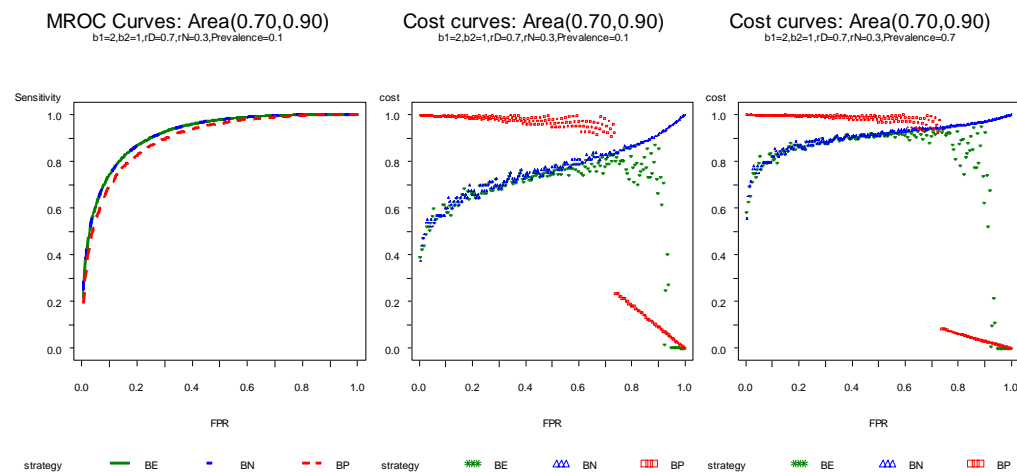 MROC Curves: Area(0.70,0.90)
b1=2,b2=1,rD=0.7,rN=0.3,Prevalence=0.1
Sensitivity
1.0
0.8
0.6
0.4
0.2
0.0
0.0 0.2 0.4 0.6 0.8 1.0
FPR
strategy BE BN BP
Cost curves: Area(0.70,0.90)
b1=2,b2=1,rD=0.7,rN=0.3,Prevalence=0.1
cost
1.0
0.8
0.6
0.4
0.2
0.0
0.0 0.2 0.4 0.6 0.8 1.0
FPR
strategy BE BN BP
Cost curves: Area(0.70,0.90)
b1=2,b2=1,rD=0.7,rN=0.3,Prevalence=0.7
cost
1.0
0.8
0.6
0.4
0.2
0.0
0.0 0.2 0.4 0.6 0.8 1.0
FPR
strategy BE BN BP